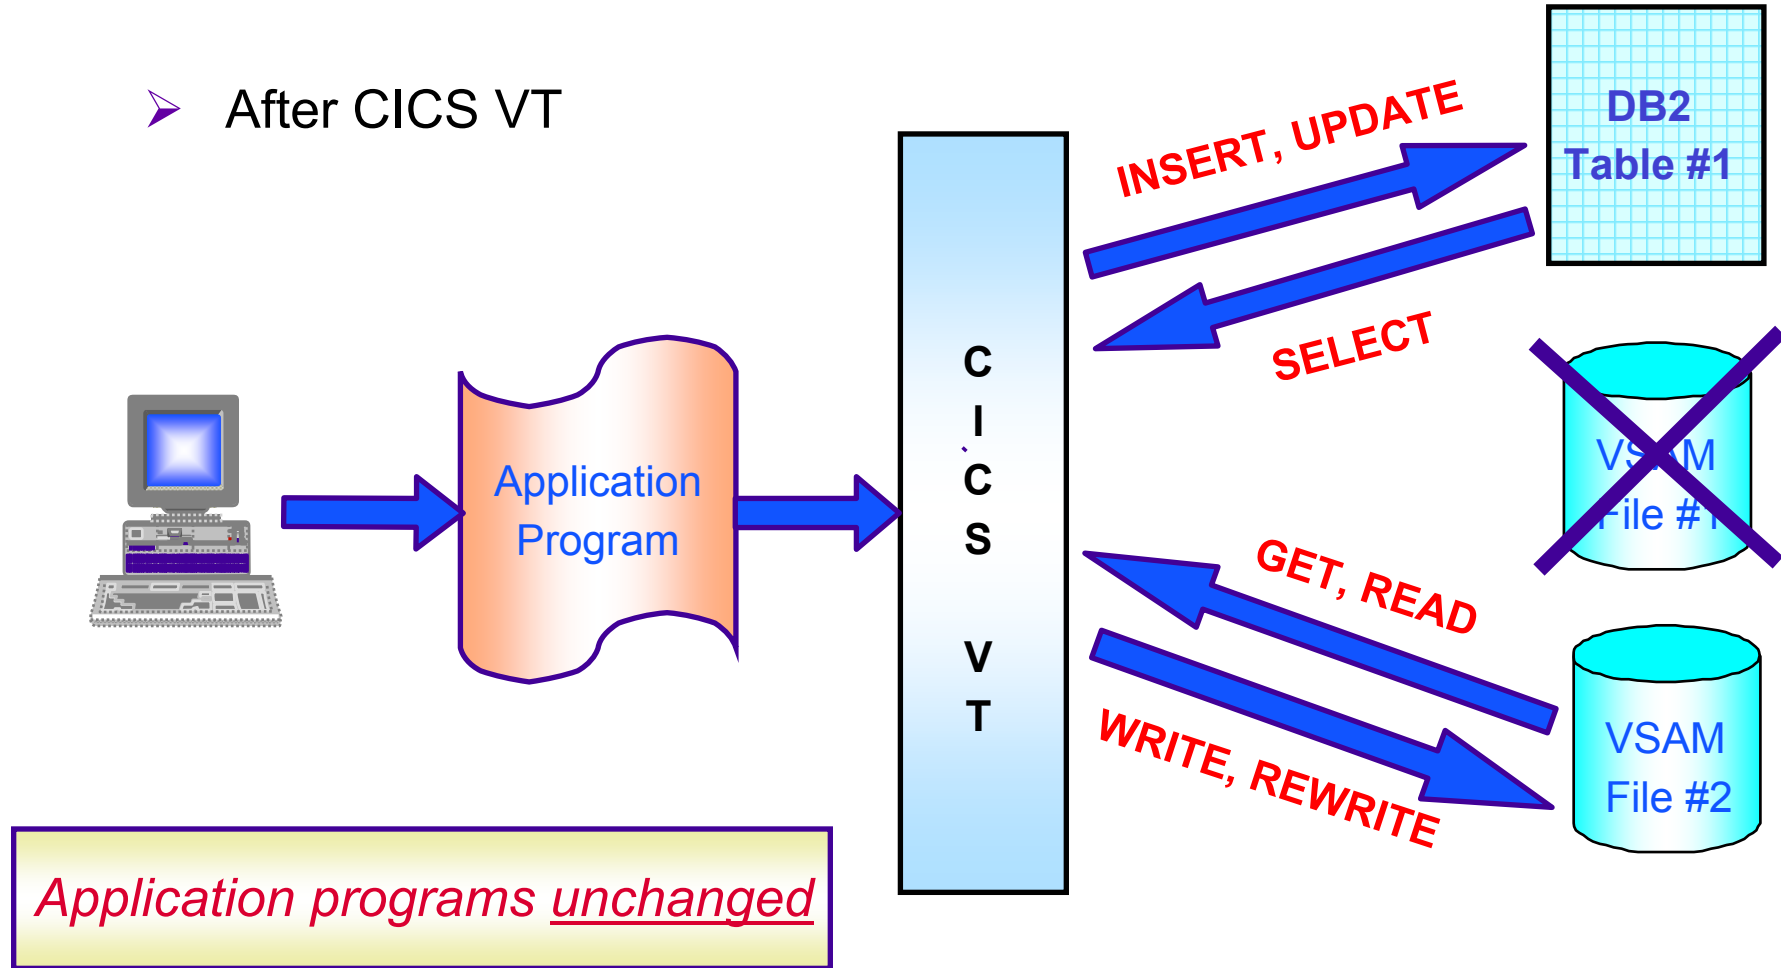 After CICS VT
INSERT, UPDATE
DB2
Table #1
SELECT
C
I
C
S
V
T
Application
Program
VSAM
File #1
GET, READ
WRITE, REWRITE
VSAM
File #2
Application programs unchanged